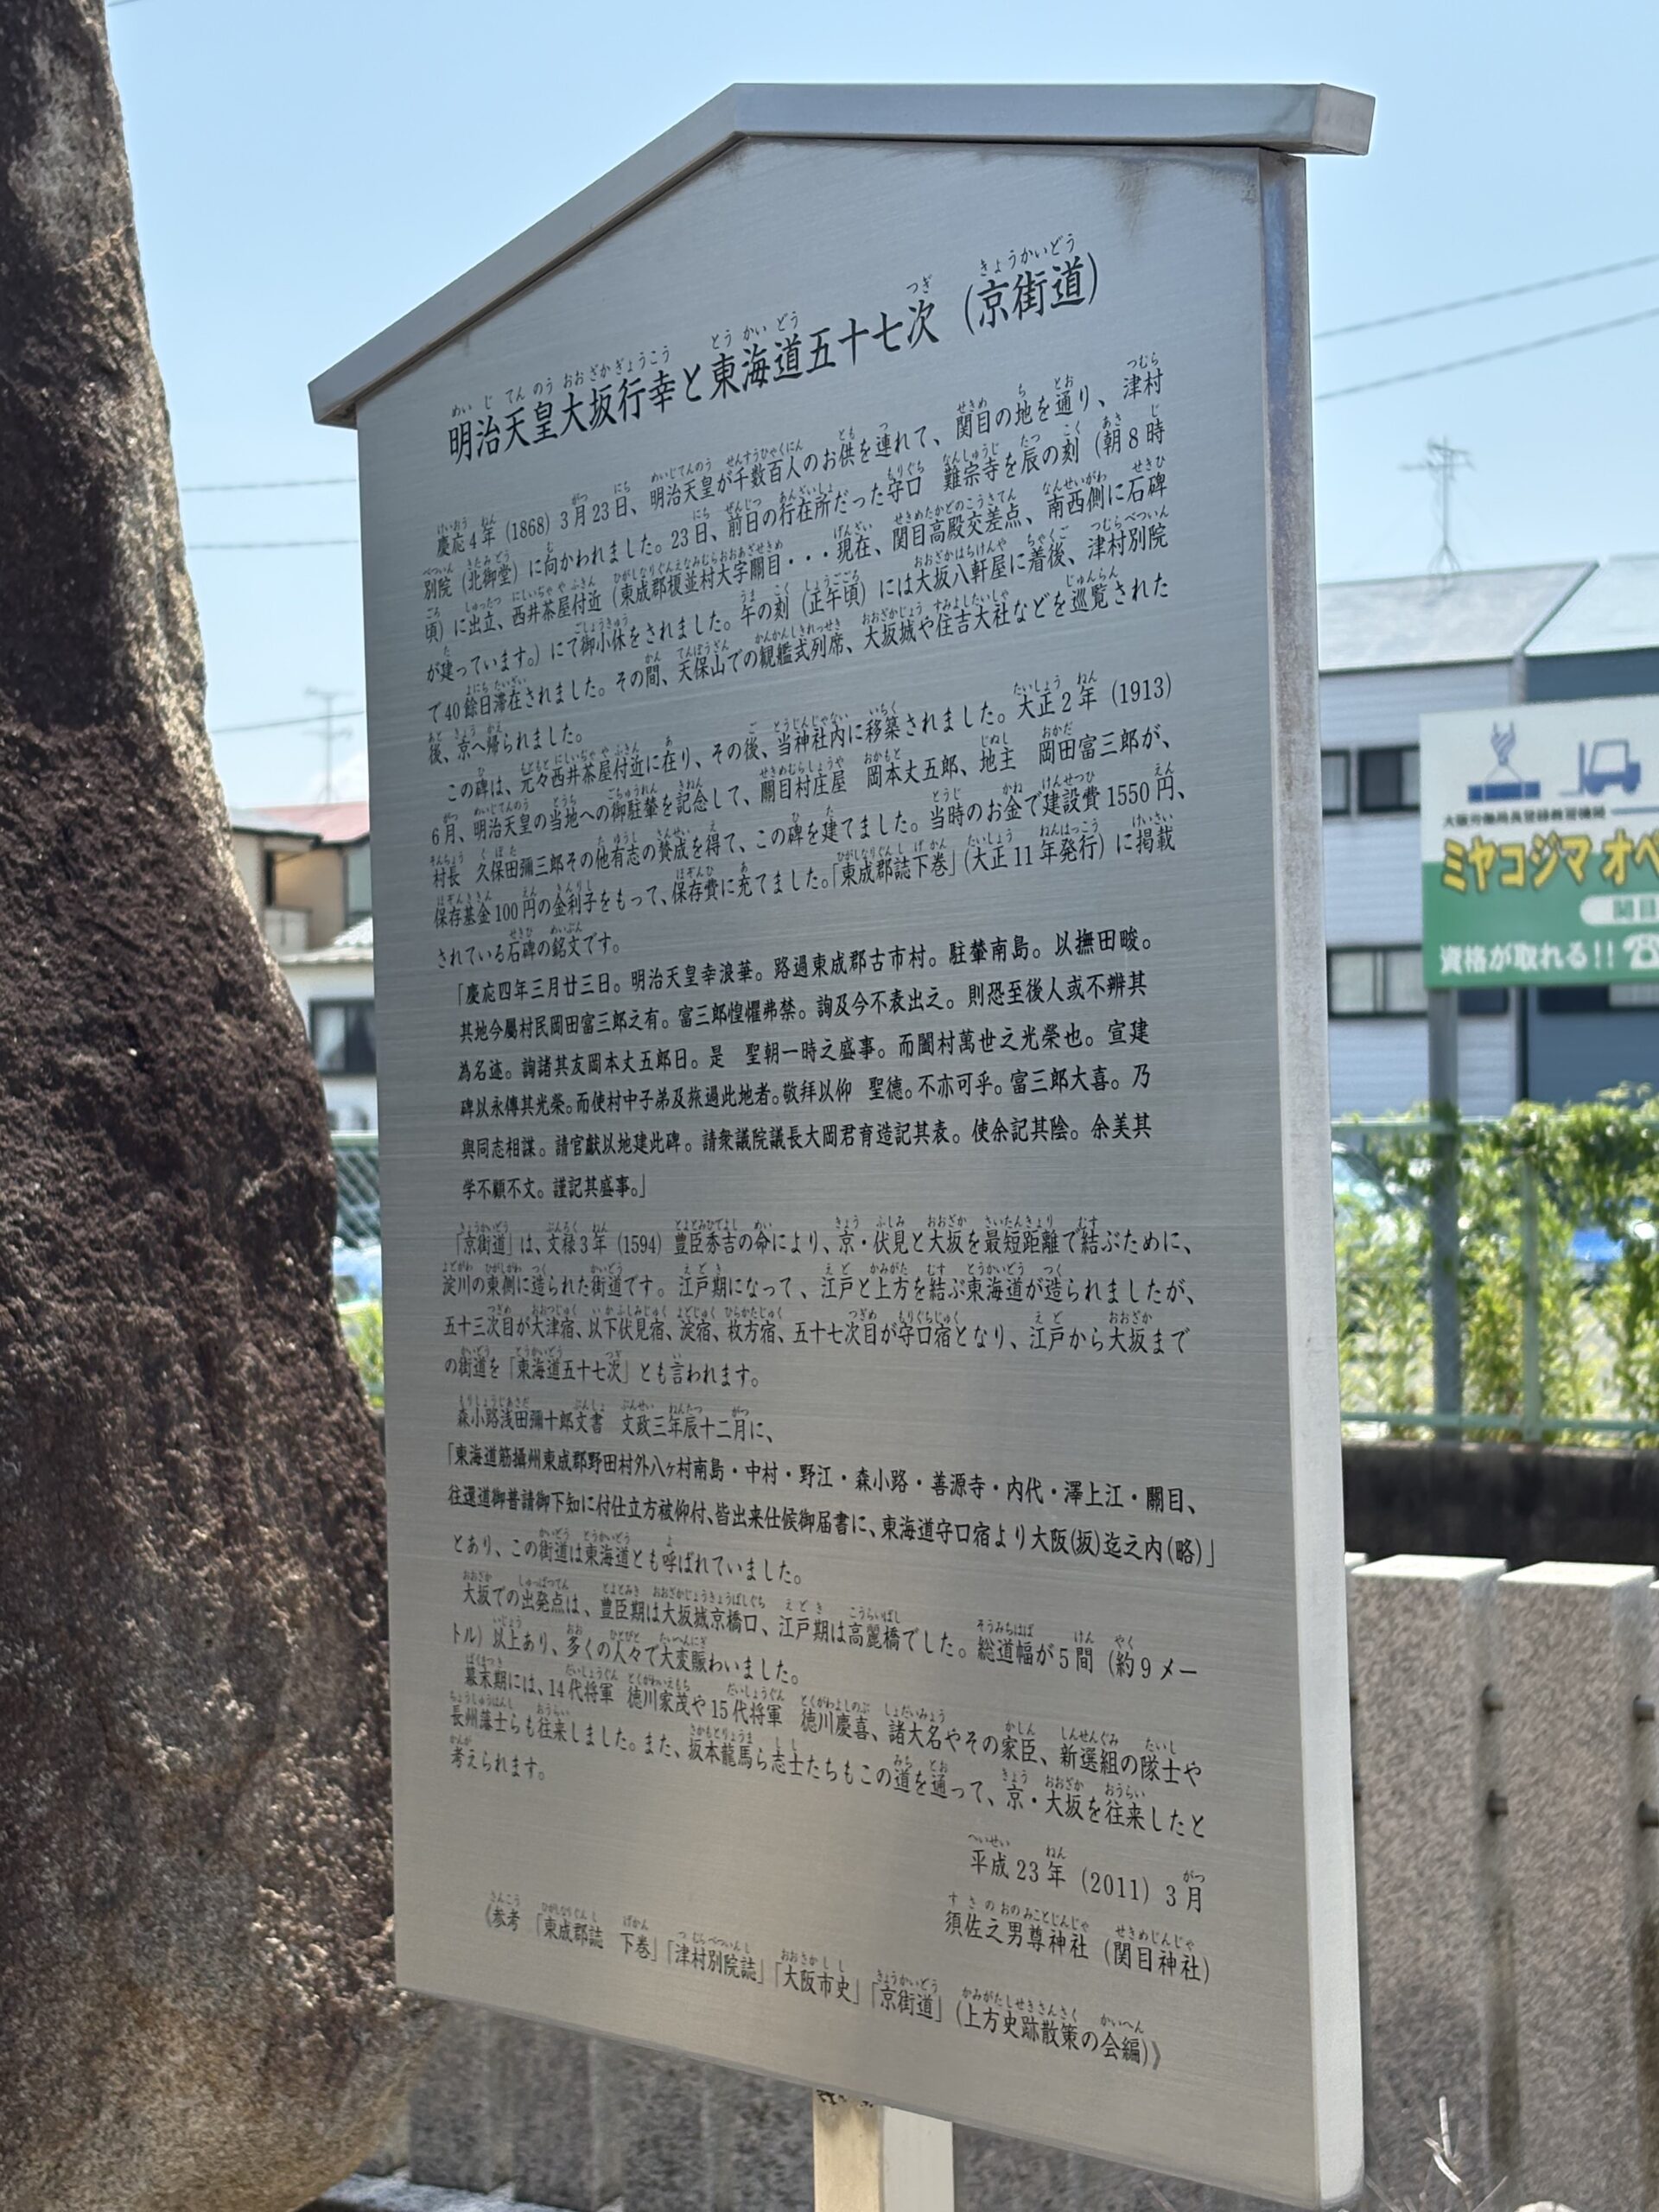 明治天皇大坂行幸と東海道五十七次（京街道）
慶応4年（1868）3月23日、明治天皇が千数百人のお供を連れて、関目の地を通り、津村
別院（北御堂）に向かわれました。23日、前日の行在所だった守口　難宗寺を辰の刻（朝8時
頃）に出立、西井茶屋付近（東成郡榎並村大字關目・・・現在、関目高殿交差点、南西側に石碑
が建っています。）にて御小休をされました。午の刻（正午頃）には大坂八軒屋に着後、津村別院
で40餘日滞在されました。その間、天保山での観艦式列席、大坂城や住吉大社などを巡覧された
後、京へ帰られました。
この碑は、元々西井茶屋付近に在り、その後、当神社内に移築されました。大正2年（1913）
6月、明治天皇の当地への御駐輦を記念して、關目村庄屋　岡本丈五郎、地主　岡田富三郎が、
村長　久保田彌三郎その他有志の賛成を得て、この碑を建てました。当時のお金で建設費1550円、
保存基金100円の金利子をもって、保存費に充てました。「東成郡誌下巻」（大正11年発行）に掲載
されている石碑の銘文です。
「慶応四年三月廿三日。明治天皇幸浪華。路過東成郡古市村。駐輦南島。以撫田畯。
其地今屬村民岡田富三郎之有。富三郎惶懼弗禁。詢及今不表出之。則恐至後人或不辨其
為名迹。詢諸其友岡本丈五郎日。是　聖朝一時之盛事。而闔村萬世之光榮也。宣建
碑以永傳其光榮。而使村中子弟及旅過此地者。敬拜以仰　聖德。不亦可乎。富三郎大喜。乃
與同志相謀。請官獻以地建此碑。請衆議院議長大岡君育造記其表。使余記其陰。余美其
学不顧不文。謹記其盛事。」
「京街道」は、文禄3年（1594）豊臣秀吉の命により、京・伏見と大坂を最短距離で結ぶために、
淀川の東側に造られた街道です。江戸期になって、江戸と上方を結ぶ東海道が造られましたが、
五十三次目が大津宿、以下伏見宿、淀宿、枚方宿、五十七次目が守口宿となり、江戸から大坂まで
の街道を「東海道五十七次」とも言われます。
森小路浅田彌十郎文書　文政三年辰十二月に、
「東海道筋攝州東成郡野田村外八ヶ村南島・中村・野江・森小路・善源寺・内代・澤上江・關目、
往還道御普請御下知に付仕立方被仰付、皆出来仕候御届書に、東海道守口宿より大阪(坂)迄之内(略)」
とあり、この街道は東海道とも呼ばれていました。
大坂での出発点は、豊臣期は大坂城京橋口、江戸期は高麗橋でした。総道幅が5間（約9メー
トル）以上あり、多くの人々で大変賑わいました。
幕末期には、14代将軍　徳川家茂や15代将軍　徳川慶喜、諸大名やその家臣、新選組の隊士や
長州藩士らも往来しました。また、坂本龍馬ら志士たちもこの道を通って、京・大坂を往来したと
考えられます。
平成23年（2011）3月
須佐之男尊神社（関目神社）
《参考　「東成郡誌　下巻」「津村別院誌」「大阪市史」「京街道」（上方史跡散策の会編）》
大阪労働局長登録教習機関
ミヤコジマ オペ
関目
資格が取れる!!